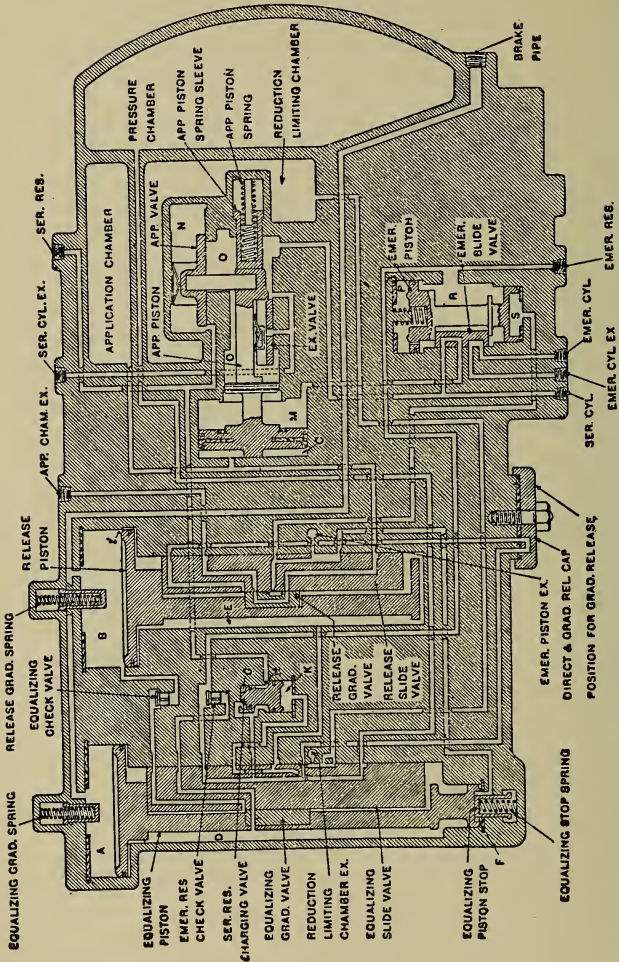 EQUALIZING GRAD. SPRING
RELEASE GRAD. SPRING
EQUALIZING
CHECK VALVE
RELEASE
PISTON
APP. CHAM. EX.
SER. CYL. EX.
SER. RES.
APPLICATION CHAMBER
APP PISTON
APP. VALVE
PRESSURE
CHAMBER
APP PISTON
SPRING SLEEVE
APP PISTON
SPRING
REDUCTION
LIMITING CHAMBER
BRAKE
PIPE
A
B
D
E
F
G
K
M
C
N
O
O
EX. VALVE
EMER.
PISTON
EMER.
SLIDE
VALVE
P
R
S
EQUALIZING
PISTON
EMER. RES
CHECK VALVE
SER. RES.
CHARGING VALVE
EQUALIZING
GRAD. VALVE
REDUCTION
LIMITING
CHAMBER EX.
EQUALIZING
SLIDE VALVE
EQUALIZING
PISTON STOP
EQUALIZING STOP SPRING
RELEASE
GRAD. VALVE
RELEASE
SLIDE
VALVE
EMER. PISTON EX.
DIRECT & GRAD. REL. CAP
POSITION FOR GRAD. RELEASE
SER. CYL
EMER. CYL EX
EMER. CYL
EMER. RES.